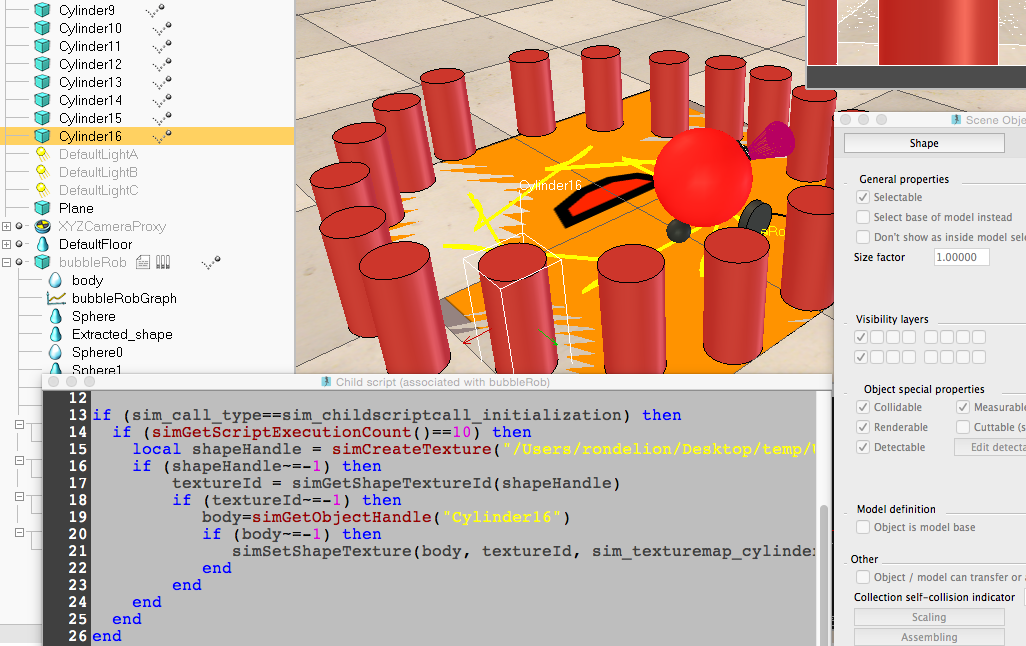 Cylinder9
Cylinder10
Cylinder11
Cylinder12
Cylinder13
Cylinder14
Cylinder15
Cylinder16
DefaultLightA
DefaultLightB
DefaultLightC
Plane
XYZCameraProxy
DefaultFloor
bubbleRob
body
bubbleRobGraph
Sphere
Extracted_shape
Sphere0
Sphere1
Cylinder16
eRo
Scene Obje
Shape
General properties
Selectable
Select base of model instead
Don't show as inside model sele
Size factor
1.00000
Visibility layers
Object special properties
Collidable
Measurable
Renderable
Cuttable (s
Detectable
Edit detecta
Model definition
Object is model base
Other
Object / model can transfer or a
Collection self-collision indicator
Scaling
Assembling
Child script (associated with bubbleRob)
12
13 if (sim_call_type==sim_childscriptcall_initialization) then
14 if (simGetScriptExecutionCount()==10) then
15 local shapeHandle = simCreateTexture("/Users/rondelion/Desktop/temp/
16 if (shapeHandle~=-1) then
17 textureId = simGetShapeTextureId(shapeHandle)
18 if (textureId~=-1) then
19 body=simGetObjectHandle("Cylinder16")
20 if (body~=-1) then
21 simSetShapeTexture(body, textureId, sim_texturemap_cylinder
22 end
23 end
24 end
25 end
26 end